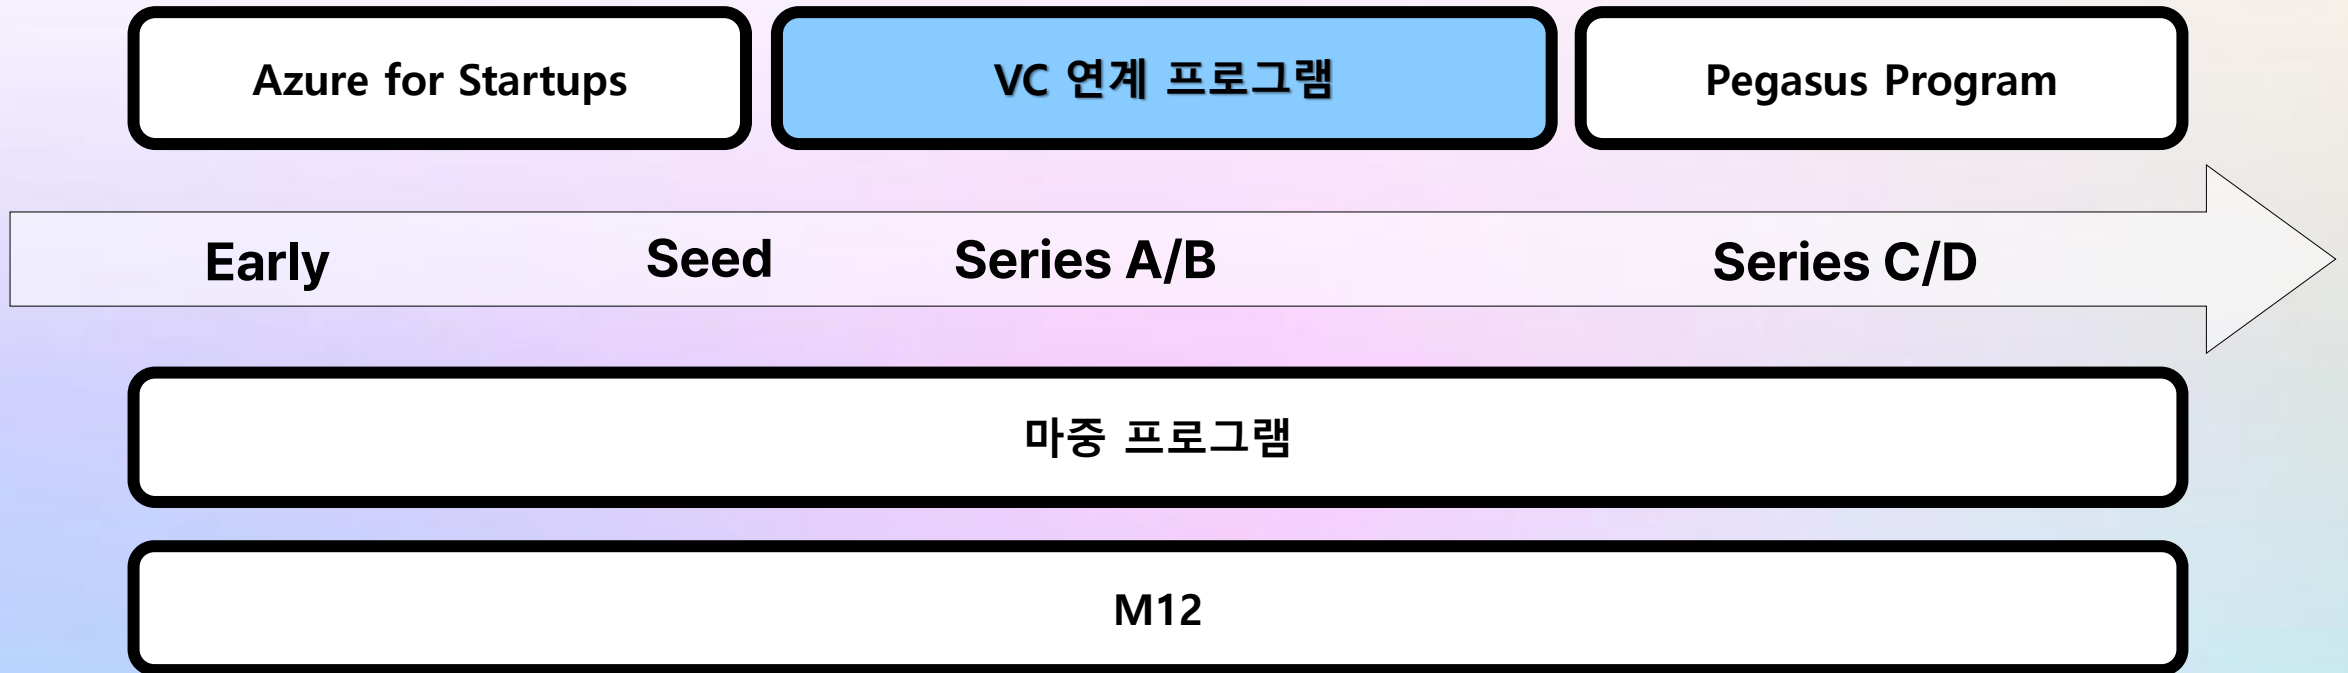 Azure for Startups
VC 연계 프로그램
Pegasus Program
Early
Seed
Series A/B
Series C/D
마중 프로그램
M12